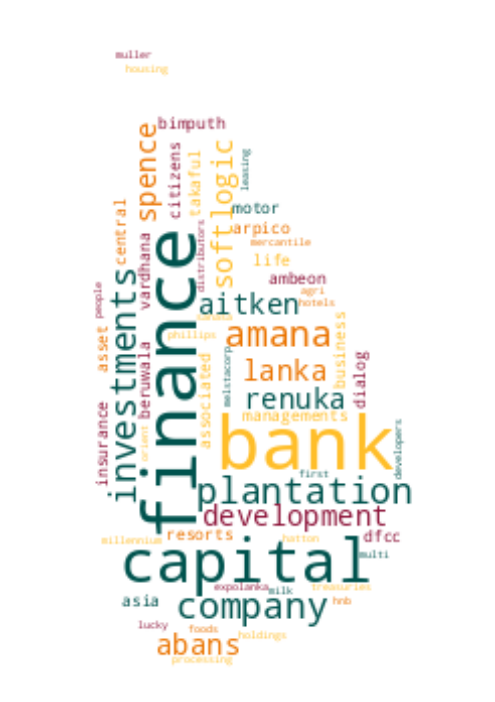 muller
housing
bimputh
spence
citizens
takaful
softlogic
leasing
motor
central
arpico
mercantile
vardhana
distributors
finance
life
investments
ambeon
people
agri
hotels
aitken
amana
phillips
business
asset
beruwala
associated
melstacorp
lanka
dialog
renuka
insurance
orient
managements
bank
developers
first
plantation
development
millennium
resorts
hatton
dfcc
capital
multi
expolanka
milk
treasuries
asia
company
hnb
lucky
foods
holdings
abans
processing